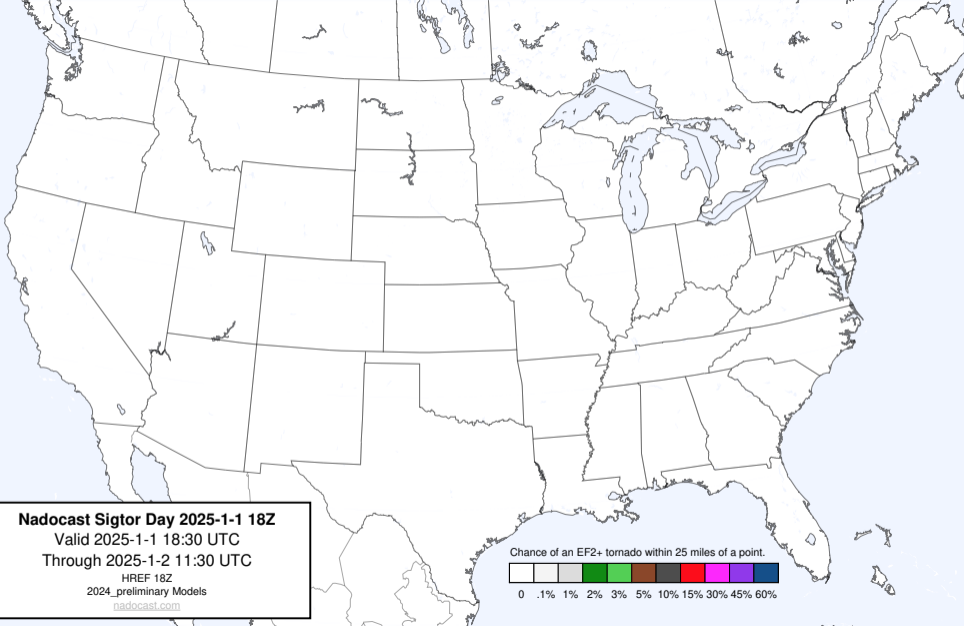 Nadocast Sigtor Day 2025-1-1 18Z
Valid 2025-1-1 18:30 UTC
Through 2025-1-2 11:30 UTC
HREF 18Z
2024_preliminary Models
nadocast.com
Chance of an EF2+ tornado within 25 miles of a point.
0 .1% 1% 2% 3% 5% 10% 15% 30% 45% 60%